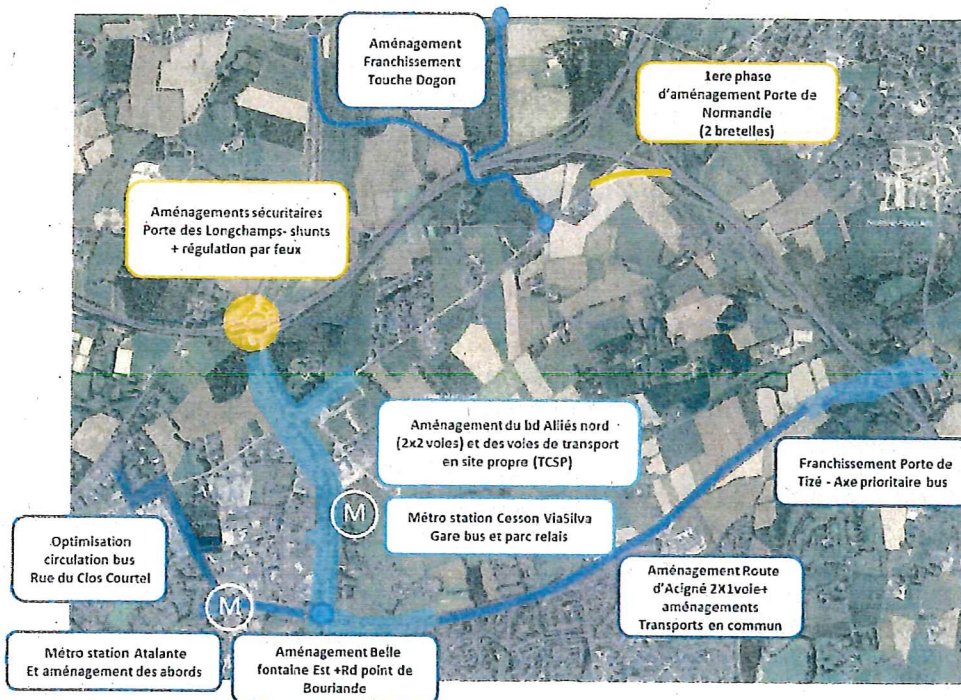 Aménagement
Franchissement
Touche Dogon
1ere phase
d'aménagement Porte de
Normandie
(2 bretelles)
Aménagements sécuritaires
Porte des Longchamps- shunts
+ régulation par feux
Aménagement du bd Alliés nord
(2x2 voies) et des voies de transport
en site propre (TCSP)
Franchissement Porte de
Tizé - Axe prioritaire bus
M
Métro station Cesson ViaSilva
Gare bus et parc relais
Optimisation
circulation bus
Rue du Clos Courtel
Aménagement Route
d'Acigné 2X1voie+
aménagements
Transports en commun
M
Métro station Atalante
Et aménagement des abords
Aménagement Belle
fontaine Est +Rd point de
Bouriande